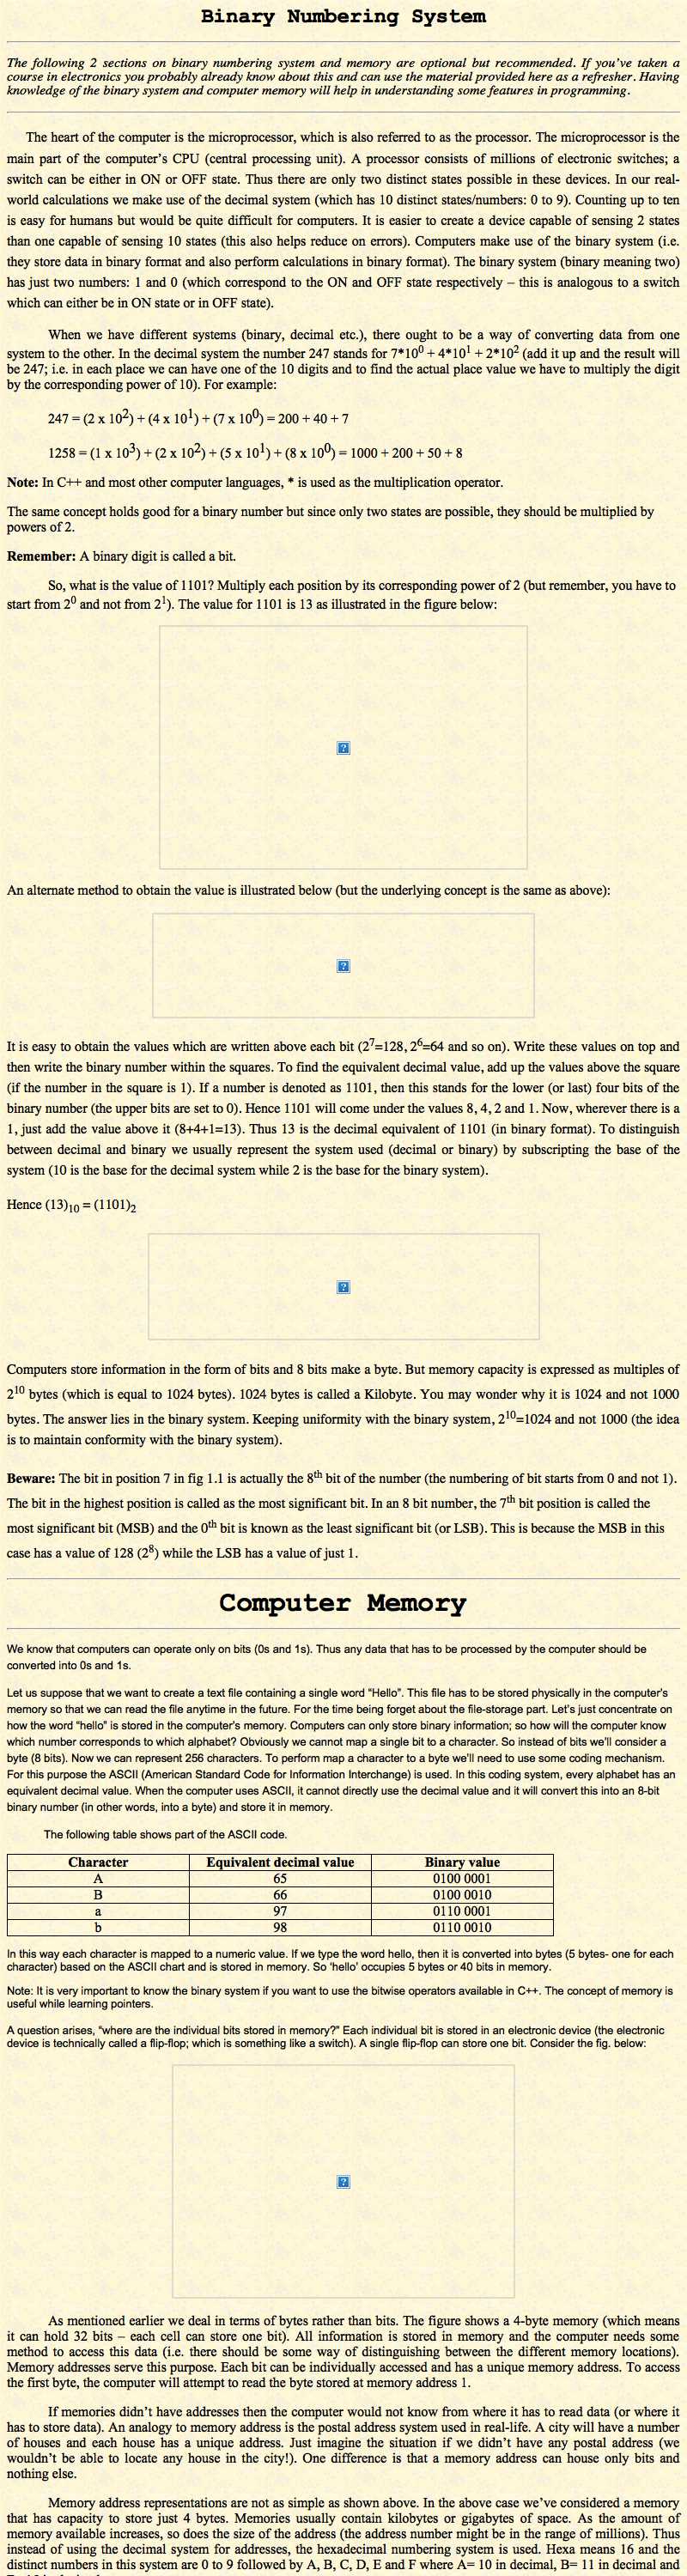 Binary Numbering System
The following 2 sections on binary numbering system and memory are optional but recommended. If you've taken a
course in electronics you probably already know about this and can use the material provided here as a refresher. Having
knowledge of the binary system and computer memory will help in understanding some features in programming.
The heart of the computer is the microprocessor, which is also referred to as the processor. The microprocessor is the
main part of the computer's CPU (central processing unit). A processor consists of millions of electronic switches; a
switch can be either in ON or OFF state. Thus there are only two distinct states possible in these devices. In our real-
world calculations we make use of the decimal system (which has 10 distinct states/numbers: 0 to 9). Counting up to ten
is easy for humans but would be quite difficult for computers. It is easier to create a device capable of sensing 2 states
than one capable of sensing 10 states (this also helps reduce on errors). Computers make use of the binary system (i.e.
they store data in binary format and also perform calculations in binary format). The binary system (binary meaning two)
has just two numbers: 1 and 0 (which correspond to the ON and OFF state respectively – this is analogous to a switch
which can either be in ON state or in OFF state).
When we have different systems (binary, decimal etc.), there ought to be a way of converting data from one
system to the other. In the decimal system the number 247 stands for 7*10⁰ + 4*10¹ + 2*10² (add it up and the result will
be 247; i.e. in each place we can have one of the 10 digits and to find the actual place value we have to multiply the digit
by the corresponding power of 10). For example:
247 = (2 x 10²) + (4 x 10¹) + (7 x 10⁰) = 200 + 40 + 7
1258 = (1 x 10³) + (2 x 10²) + (5 x 10¹) + (8 x 10⁰) = 1000 + 200 + 50 + 8
Note: In C++ and most other computer languages, * is used as the multiplication operator.
The same concept holds good for a binary number but since only two states are possible, they should be multiplied by
powers of 2.
Remember: A binary digit is called a bit.
So, what is the value of 1101? Multiply each position by its corresponding power of 2 (but remember, you have to
start from 2⁰ and not from 2¹). The value for 1101 is 13 as illustrated in the figure below:
An alternate method to obtain the value is illustrated below (but the underlying concept is the same as above):
It is easy to obtain the values which are written above each bit (2⁷=128, 2⁶=64 and so on). Write these values on top and
then write the binary number within the squares. To find the equivalent decimal value, add up the values above the square
(if the number in the square is 1). If a number is denoted as 1101, then this stands for the lower (or last) four bits of the
binary number (the upper bits are set to 0). Hence 1101 will come under the values 8, 4, 2 and 1. Now, wherever there is a
1, just add the value above it (8+4+1=13). Thus 13 is the decimal equivalent of 1101 (in binary format). To distinguish
between decimal and binary we usually represent the system used (decimal or binary) by subscripting the base of the
system (10 is the base for the decimal system while 2 is the base for the binary system).
Hence (13)₁₀ = (1101)₂
Computers store information in the form of bits and 8 bits make a byte. But memory capacity is expressed as multiples of
2¹⁰ bytes (which is equal to 1024 bytes). 1024 bytes is called a Kilobyte. You may wonder why it is 1024 and not 1000
bytes. The answer lies in the binary system. Keeping uniformity with the binary system, 2¹⁰=1024 and not 1000 (the idea
is to maintain conformity with the binary system).
Beware: The bit in position 7 in fig 1.1 is actually the 8th bit of the number (the numbering of bit starts from 0 and not 1).
The bit in the highest position is called as the most significant bit. In an 8 bit number, the 7th bit position is called the
most significant bit (MSB) and the 0th bit is known as the least significant bit (or LSB). This is because the MSB in this
case has a value of 128 (2⁸) while the LSB has a value of just 1.
Computer Memory
We know that computers can operate only on bits (0s and 1s). Thus any data that has to be processed by the computer should be
converted into 0s and 1s.
Let us suppose that we want to create a text file containing a single word “Hello”. This file has to be stored physically in the computer's
memory so that we can read the file anytime in the future. For the time being forget about the file-storage part. Let's just concentrate on
how the word “hello” is stored in the computer's memory. Computers can only store binary information; so how will the computer know
which number corresponds to which alphabet? Obviously we cannot map a single bit to a character. So instead of bits we'll consider a
byte (8 bits). Now we can represent 256 characters. To perform map a character to a byte we'll need to use some coding mechanism.
For this purpose the ASCII (American Standard Code for Information Interchange) is used. In this coding system, every alphabet has an
equivalent decimal value. When the computer uses ASCII, it cannot directly use the decimal value and it will convert this into an 8-bit
binary number (in other words, into a byte) and store it in memory.
The following table shows part of the ASCII code.
Character Equivalent decimal value Binary value
A 65 0100 0001
B 66 0100 0010
a 97 0110 0001
b 98 0110 0010
In this way each character is mapped to a numeric value. If we type the word hello, then it is converted into bytes (5 bytes- one for each
character) based on the ASCII chart and is stored in memory. So 'hello' occupies 5 bytes or 40 bits in memory.
Note: It is very important to know the binary system if you want to use the bitwise operators available in C++. The concept of memory is
useful while learning pointers.
A question arises, “where are the individual bits stored in memory?” Each individual bit is stored in an electronic device (the electronic
device is technically called a flip-flop; which is something like a switch). A single flip-flop can store one bit. Consider the fig. below:
As mentioned earlier we deal in terms of bytes rather than bits. The figure shows a 4-byte memory (which means
it can hold 32 bits – each cell can store one bit). All information is stored in memory and the computer needs some
method to access this data (i.e. there should be some way of distinguishing between the different memory locations).
Memory addresses serve this purpose. Each bit can be individually accessed and has a unique memory address. To access
the first byte, the computer will attempt to read the byte stored at memory address 1.
If memories didn't have addresses then the computer would not know from where it has to read data (or where it
has to store data). An analogy to memory address is the postal address system used in real-life. A city will have a number
of houses and each house has a unique address. Just imagine the situation if we didn't have any postal address (we
wouldn't be able to locate any house in the city!). One difference is that a memory address can house only bits and
nothing else.
Memory address representations are not as simple as shown above. In the above case we've considered a memory
that has capacity to store just 4 bytes. Memories usually contain kilobytes or gigabytes of space. As the amount of
memory available increases, so does the size of the address (the address number might be in the range of millions). Thus
instead of using the decimal system for addresses, the hexadecimal numbering system is used. Hexa means 16 and the
distinct numbers in this system are 0 to 9 followed by A, B, C, D, E and F where A= 10 in decimal, B= 11 in decimal and